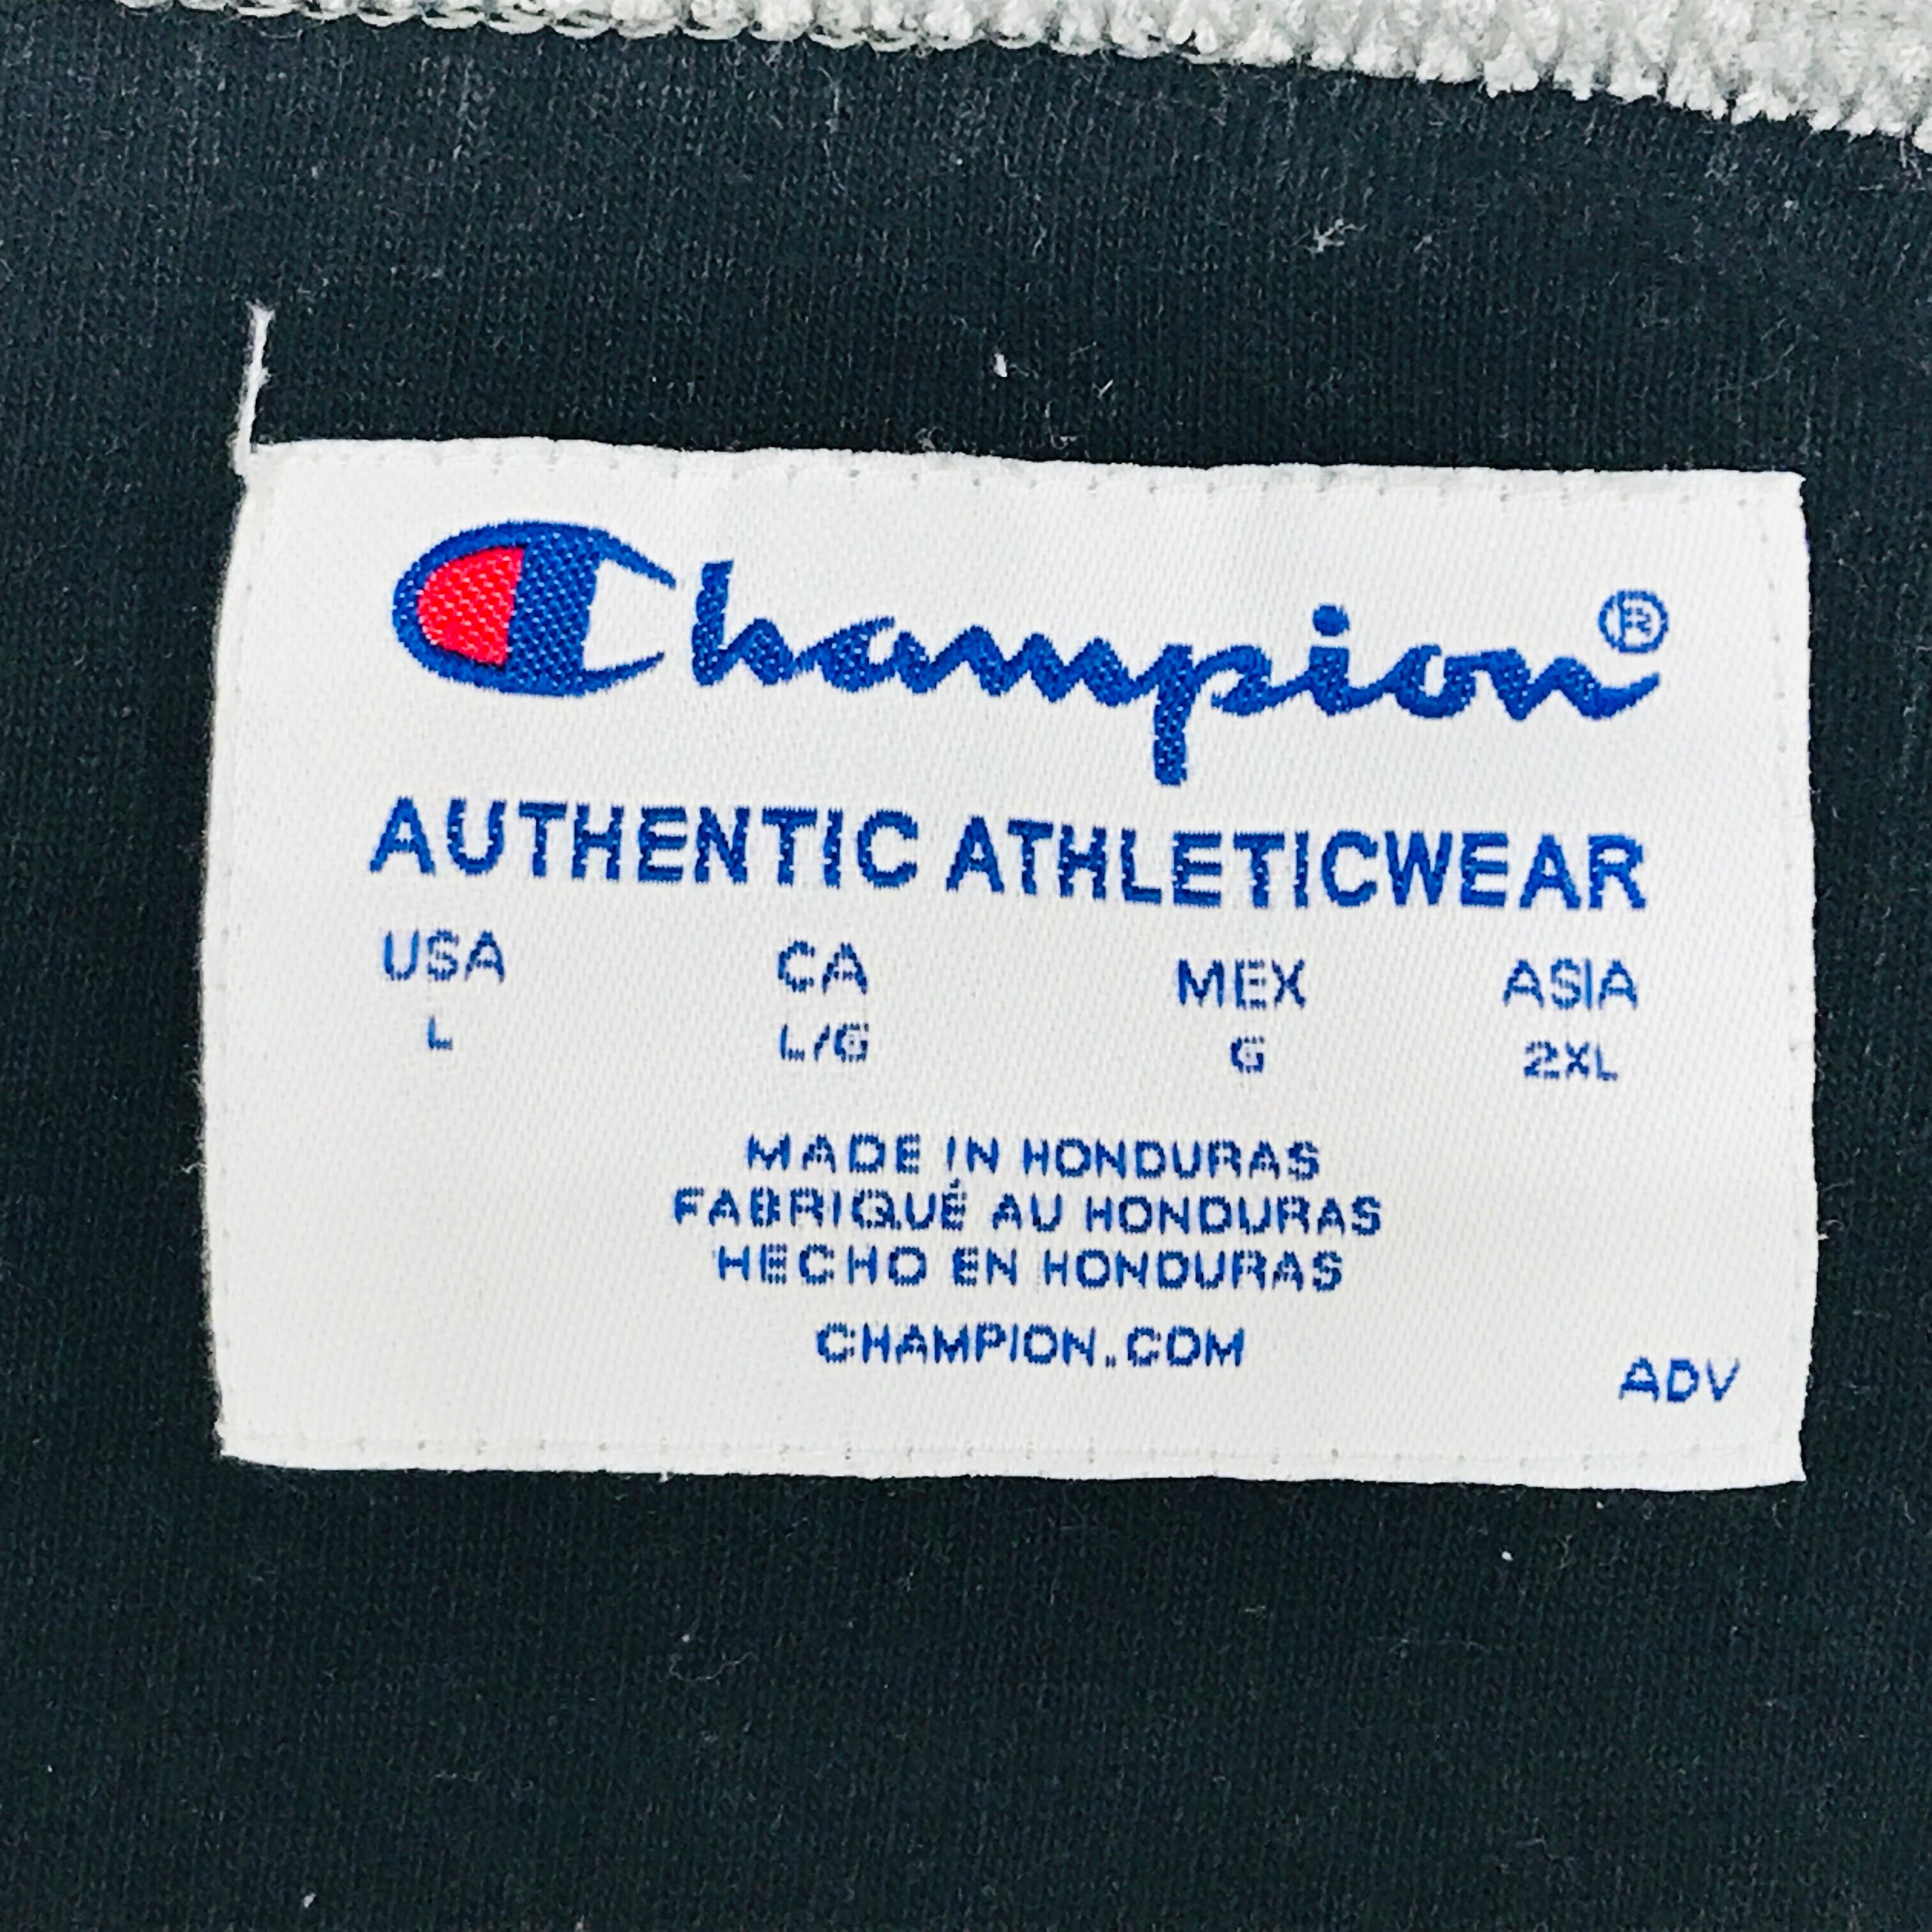 Champion®
AUTHENTIC ATHLETICWEAR
USA CA MEX ASIA
L L/G G 2XL
MADE IN HONDURAS
FABRIQUÉ AU HONDURAS
HECHO EN HONDURAS
CHAMPION.COM
ADV